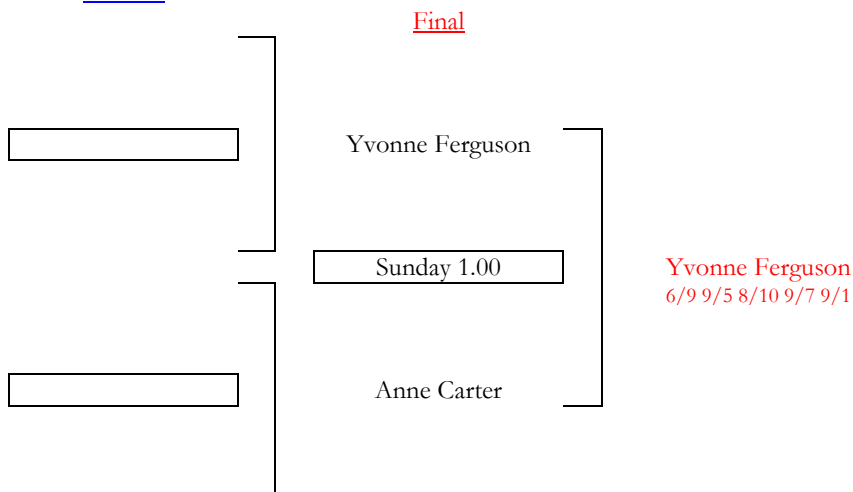 Final
Yvonne Ferguson
Sunday 1.00
Yvonne Ferguson
6/9 9/5 8/10 9/7 9/1
Anne Carter